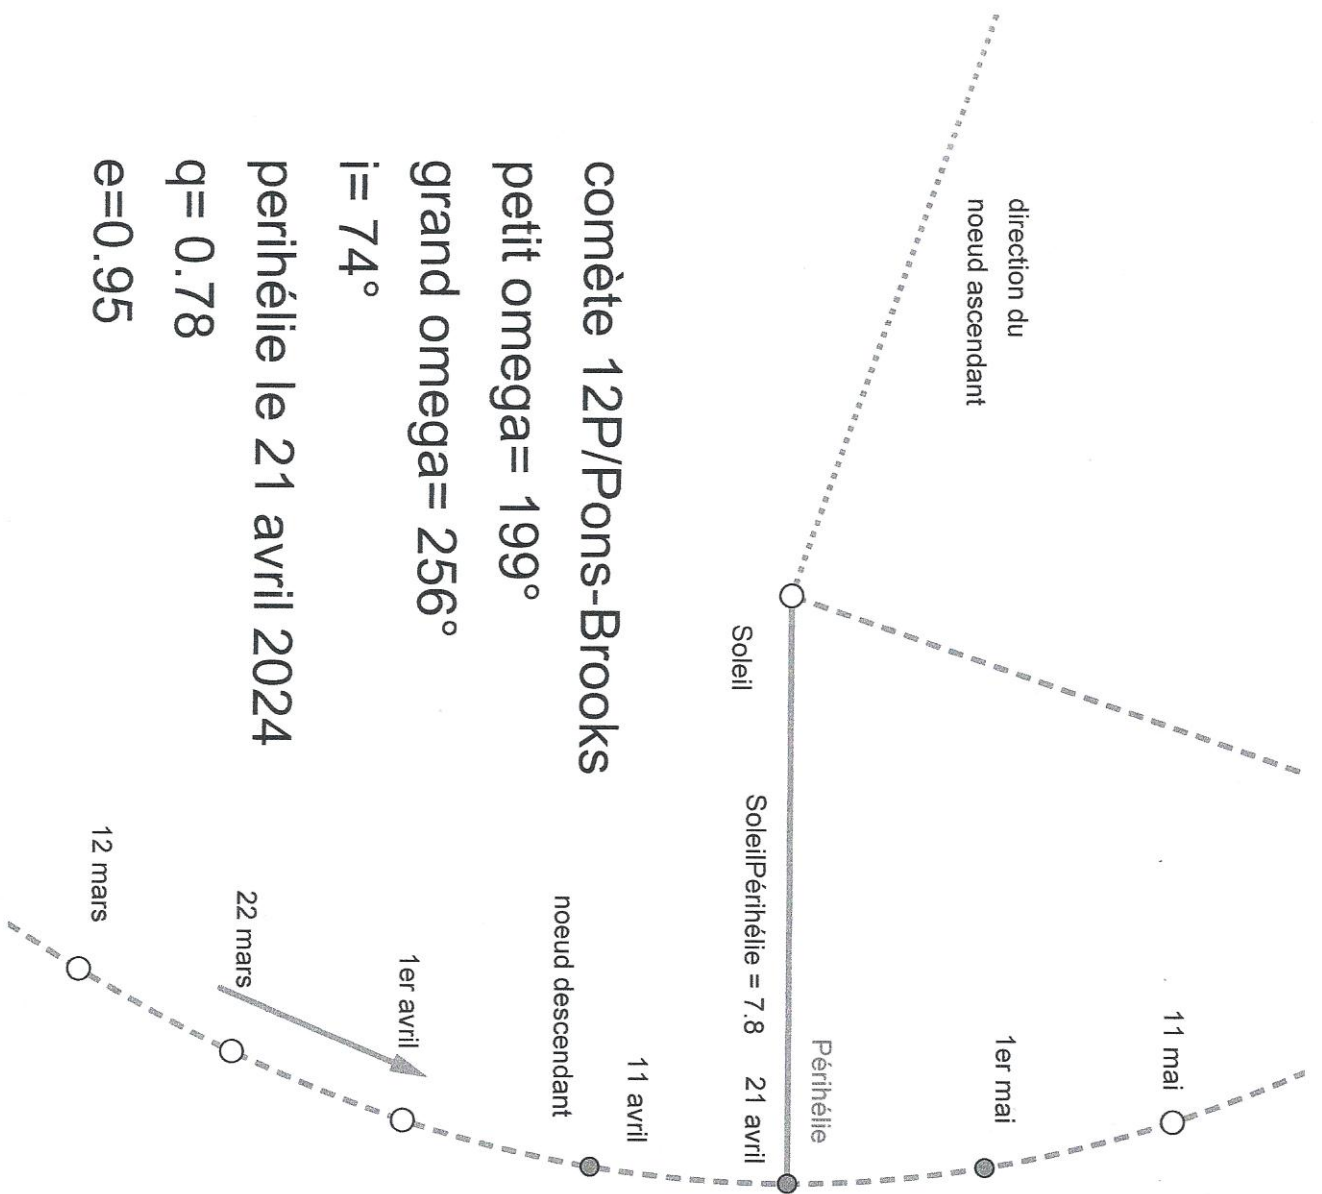 direction du
noeud ascendant
Soleil
SoleilPérihélie = 7.8
Périhélie
comète 12P/Pons-Brooks
petit omega= 199°
grand omega= 256°
i= 74°
perihélie le 21 avril 2024
q= 0.78
e=0.95
11 mai
1er mai
21 avril
11 avril
noeud descendant
1er avril
22 mars
12 mars